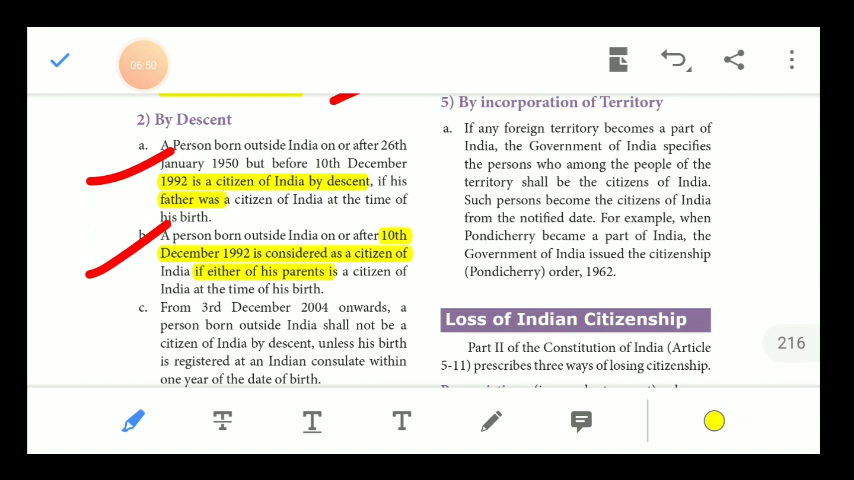 06:50
2) By Descent
a. A Person born outside India on or after 26th
January 1950 but before 10th December
1992 is a citizen of India by descent, if his
father was a citizen of India at the time of
his birth.
b. A person born outside India on or after 10th
December 1992 is considered as a citizen of
India if either of his parents is a citizen of
India at the time of his birth.
c. From 3rd December 2004 onwards, a
person born outside India shall not be a
citizen of India by descent, unless his birth
is registered at an Indian consulate within
one year of the date of birth.
5) By incorporation of Territory
a. If any foreign territory becomes a part of
India, the Government of India specifies
the persons who among the people of the
territory shall be the citizens of India.
Such persons become the citizens of India
from the notified date. For example, when
Pondicherry became a part of India, the
Government of India issued the citizenship
(Pondicherry) order, 1962.
Loss of Indian Citizenship
Part II of the Constitution of India (Article
5-11) prescribes three ways of losing citizenship.
216
T
T
T